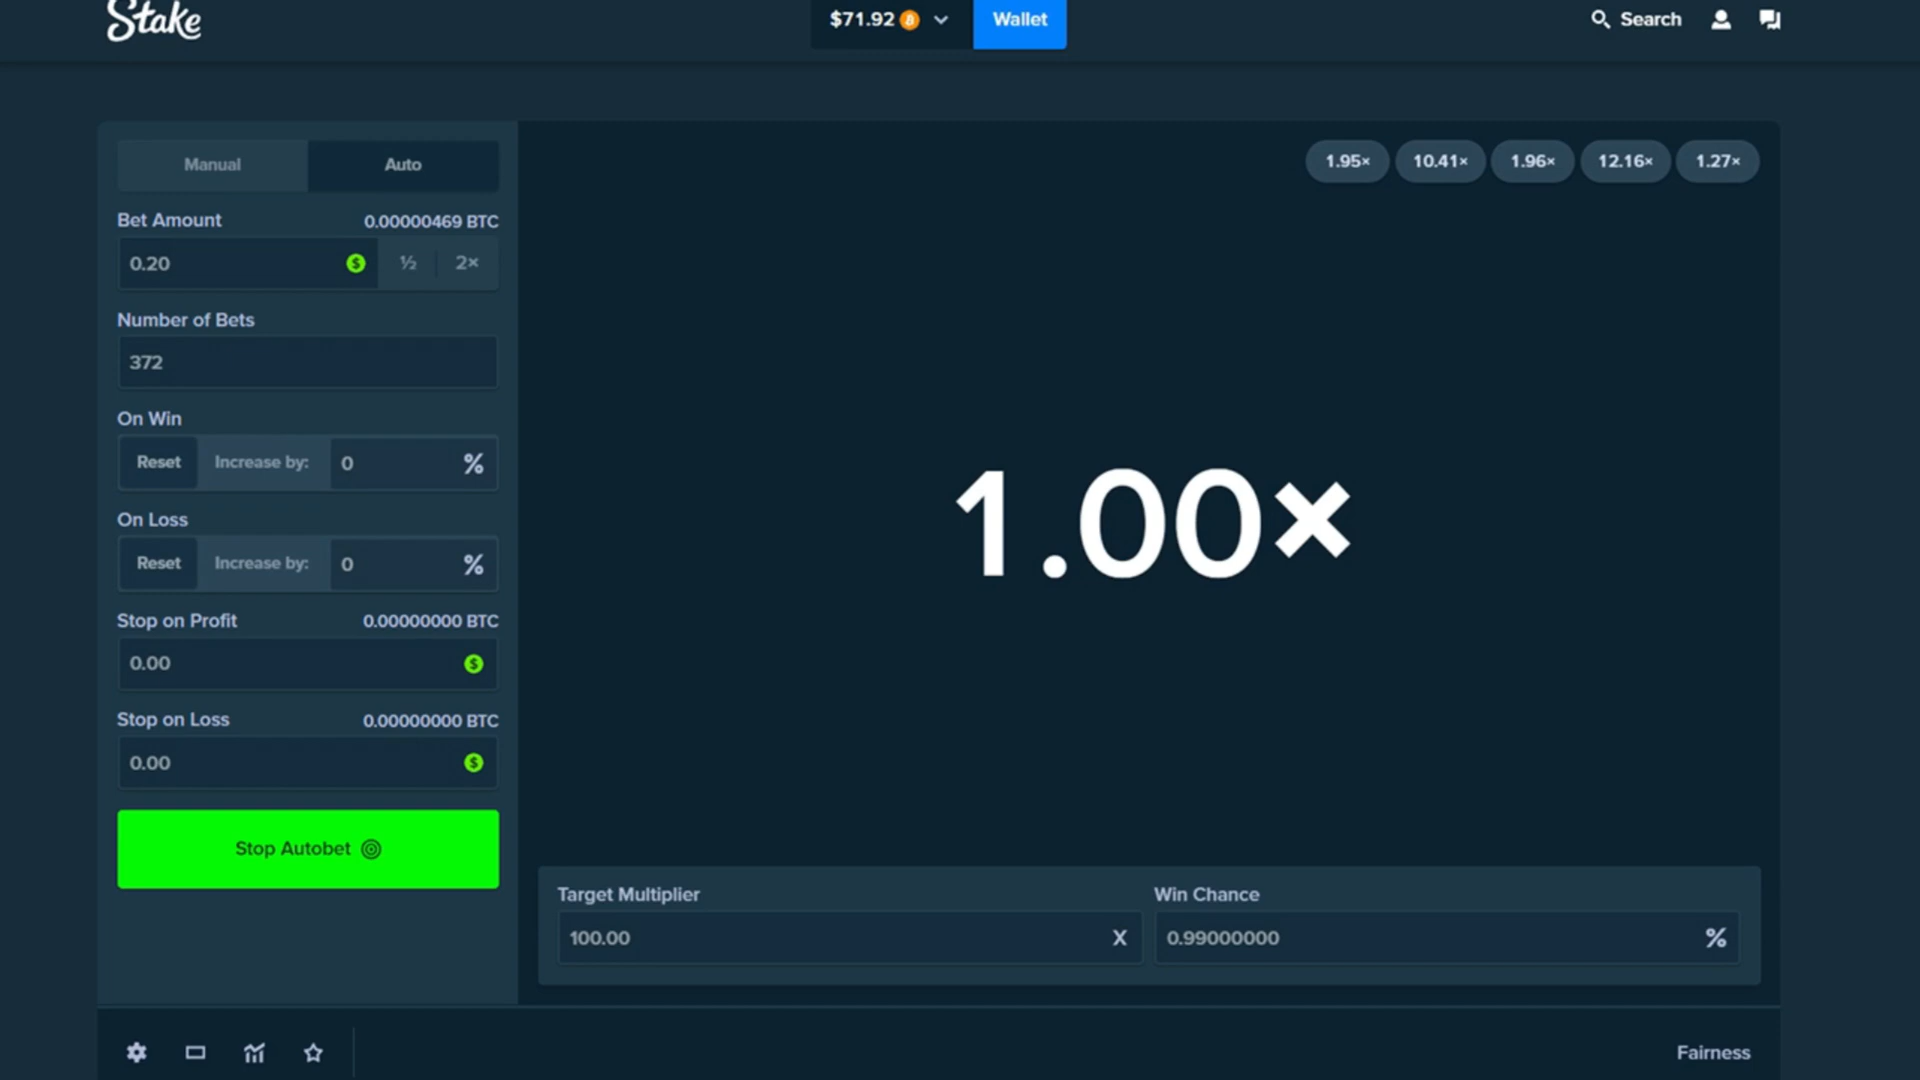 Stake
$71.92
Wallet
Search
Manual
Auto
Bet Amount
0.00000469 BTC
0.20
½
2×
Number of Bets
372
On Win
Reset
Increase by:
0
%
On Loss
Reset
Increase by:
0
%
Stop on Profit
0.00000000 BTC
0.00
Stop on Loss
0.00000000 BTC
0.00
Stop Autobet
1.95×
10.41×
1.96×
12.16×
1.27×
1.00×
Target Multiplier
100.00
X
Win Chance
0.99000000
%
Fairness